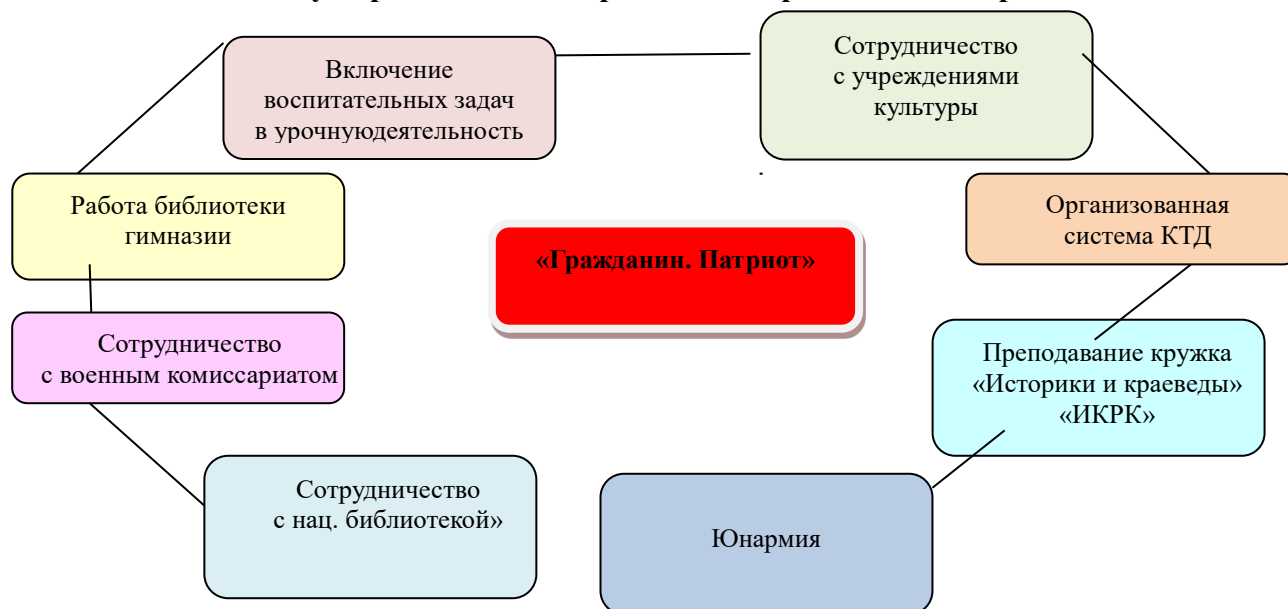 Включение
воспитательных задач
в урочнуюдеятельность
Сотрудничество
с учреждениями
культуры
Работа библиотеки
гимназии
Организованная
система КТД
«Гражданин. Патриот»
Сотрудничество
с военным комиссариатом
Преподавание кружка
«Историки и краеведы»
«ИКРК»
Сотрудничество
с нац. библиотекой»
Юнармия